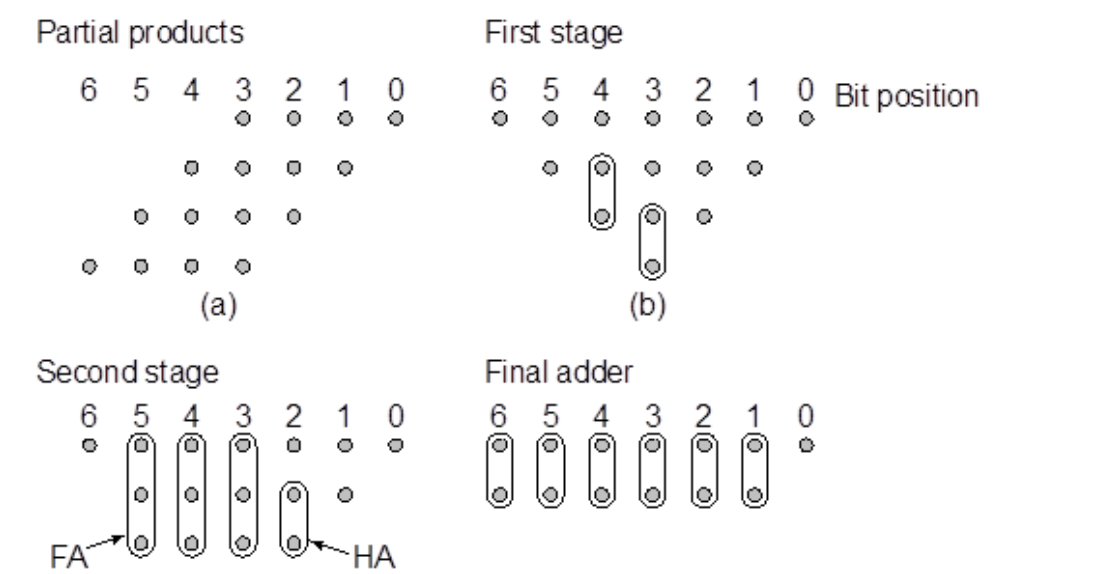 Partial products
6 5 4 3 2 1 0
(a)
First stage
6 5 4 3 2 1 0 Bit position
(b)
Second stage
6 5 4 3 2 1 0
FA
HA
Final adder
6 5 4 3 2 1 0